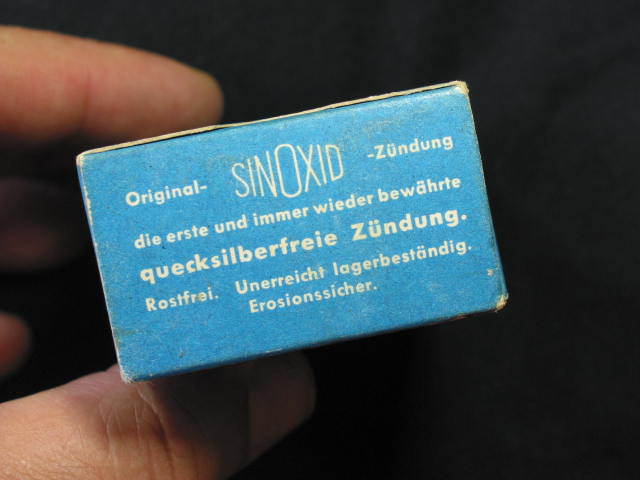 Original- SINOXID -Zündung
die erste und immer wieder bewährte
quecksilberfreie Zündung.
Rostfrei. Unerreicht lagerbeständig.
Erosionssicher.